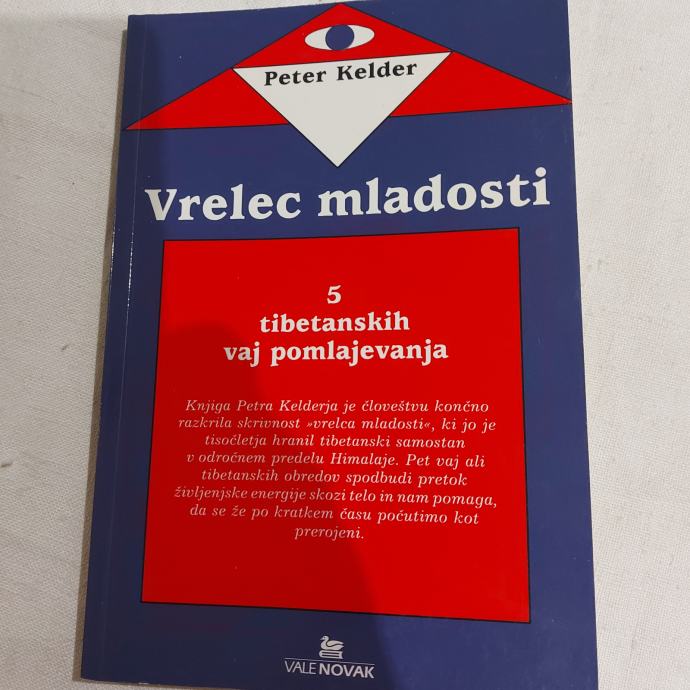 Peter Kelder
Vrelec mladosti
5
tibetanskih
vaj pomlajevanja
Knjiga Petra Kelderja je človeštvu končno
razkrila skrivnost »vrelca mladosti«, ki jo je
tisočletja hranil tibetanski samostan
v odročnem predelu Himalaje. Pet vaj ali
tibetanskih obredov spodbudi pretok
življenjske energije skozi telo in nam pomaga,
da se že po kratkem času počutimo kot
prerojeni.
VALE NOVAK